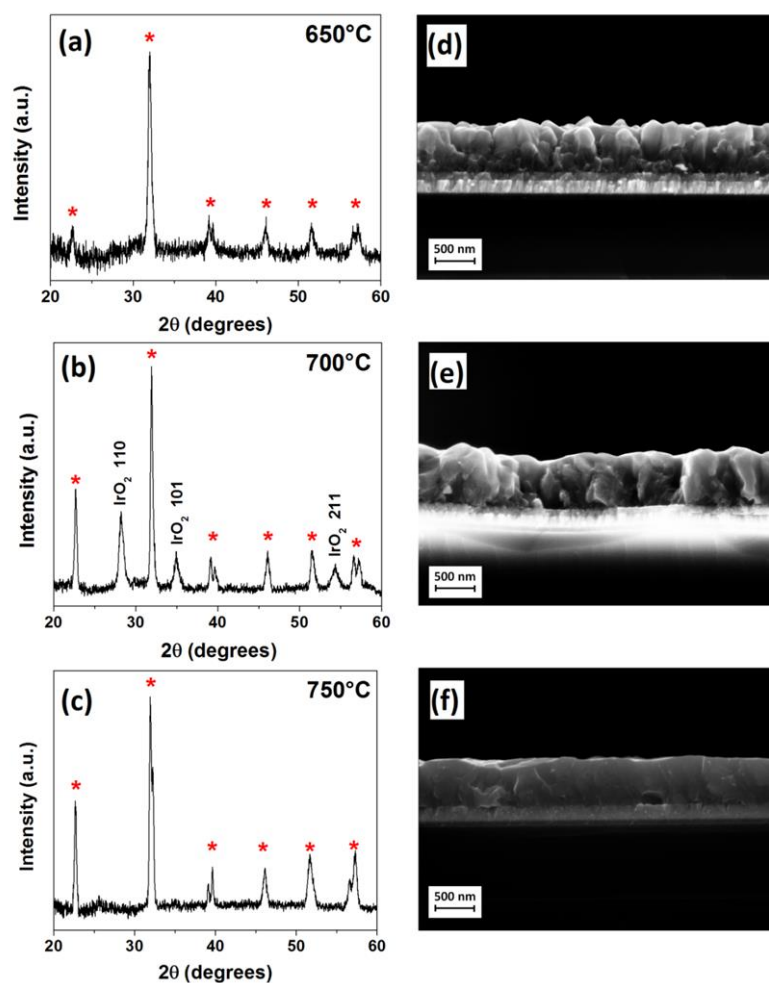 (a) 650°C
* * * * * *
Intensity (a.u.)
20 30 40 50 60
2θ (degrees)
(d)
500 nm
(b) 700°C
* IrO₂ 110 * IrO₂ 101 * * * IrO₂ 211 *
Intensity (a.u.)
20 30 40 50 60
2θ (degrees)
(e)
500 nm
(c) 750°C
* * * * * *
Intensity (a.u.)
20 30 40 50 60
2θ (degrees)
(f)
500 nm